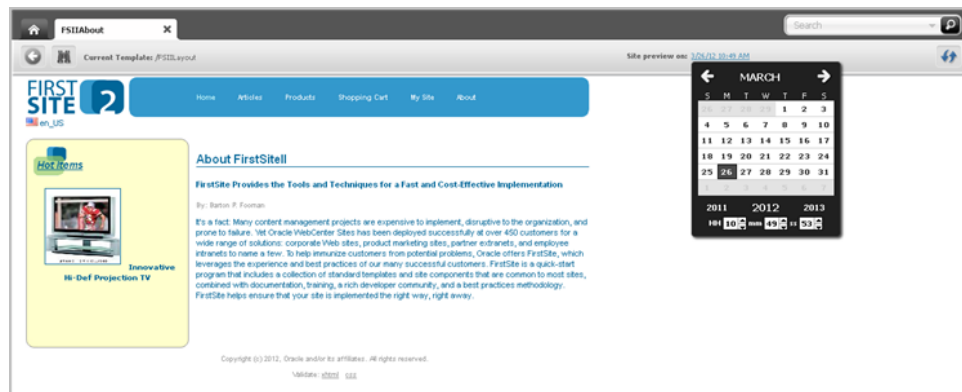 FSIIAbout
Search
Current Template: /FSIILayout
Site preview on: 3/26/12 10:49 AM
MARCH
S M T W T F S
26 27 28 29 1 2 3
4 5 6 7 8 9 10
11 12 13 14 15 16 17
18 19 20 21 22 23 24
25 26 27 28 29 30 31
1 2 3 4 5 6 7
2011 2012 2013
HH 10 mm 49 ss 53
FIRST
SITE 2
en_US
Home Articles Products Shopping Cart My Site About
Hot Items
Innovative
Hi-Def Projection TV
About FirstSiteII
FirstSite Provides the Tools and Techniques for a Fast and Cost-Effective Implementation
By: Barton P. Fooman
It's a fact: Many content management projects are expensive to implement, disruptive to the organization, and
prone to failure. Yet Oracle WebCenter Sites has been deployed successfully at over 450 customers for a
wide range of solutions: corporate Web sites, product marketing sites, partner extranets, and employee
intranets to name a few. To help immunize customers from potential problems, Oracle offers FirstSite, which
leverages the experience and best practices of our many successful customers. FirstSite is a quick-start
program that includes a collection of standard templates and site components that are common to most sites,
combined with documentation, training, a rich developer community, and a best practices methodology.
FirstSite helps ensure that your site is implemented the right way, right away.
Copyright (c) 2012, Oracle and/or its affiliates. All rights reserved.
Validate: xhtml css